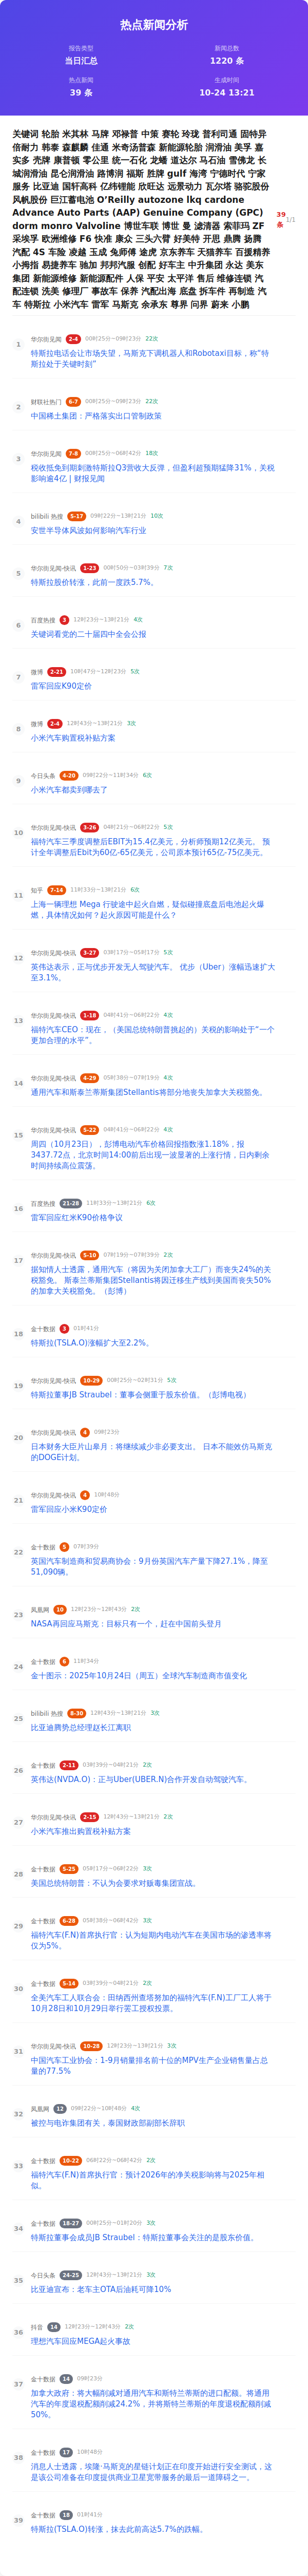 热点新闻分析
报告类型
新闻总数
当日汇总
1220 条
热点新闻
生成时间
39 条
10-24 13:21
关键词 轮胎 米其林 马牌 邓禄普 中策 赛轮 玲珑 普利司通 固特异
倍耐力 韩泰 森麒麟 佳通 米奇汤普森 新能源轮胎 润滑油 美孚 嘉
实多 壳牌 康普顿 零公里 统一石化 龙蟠 道达尔 马石油 雪佛龙 长
城润滑油 昆仑润滑油 路博润 福斯 胜牌 gulf 海湾 宁德时代 宁家
服务 比亚迪 国轩高科 亿纬锂能 欣旺达 远景动力 瓦尔塔 骆驼股份
风帆股份 巨江蓄电池 O’Reilly autozone lkq cardone
Advance Auto Parts (AAP) Genuine Company (GPC)
dorm monro Valvoline 博世车联 博世 曼 滤清器 索菲玛 ZF
采埃孚 欧洲维修 F6 快准 康众 三头六臂 好美特 开思 鼎腾 扬腾
汽配 4S 车险 凌越 玉成 兔师傅 途虎 京东养车 天猫养车 百援精养
小拇指 易捷养车 驰加 邦邦汽服 创配 好车主 中升集团 永达 美东
集团 新能源维修 新能源配件 人保 平安 太平洋 售后 维修连锁 汽
配连锁 洗美 修理厂 事故车 保养 汽配出海 底盘 拆车件 再制造 汽
车 特斯拉 小米汽车 雷军 马斯克 余承东 尊界 问界 蔚来 小鹏
39
条
1/1
1
华尔街见闻 2-4 00时25分~09时23分 22次
特斯拉电话会让市场失望，马斯克下调机器人和Robotaxi目标，称“特
斯拉处于关键时刻”
2
财联社热门 6-7 00时25分~09时23分 22次
中国稀土集团：严格落实出口管制政策
3
华尔街见闻 7-8 00时25分~06时42分 18次
税收抵免到期刺激特斯拉Q3营收大反弹，但盈利超预期猛降31%，关税
影响逾4亿 | 财报见闻
4
bilibili 热搜 5-17 09时22分~13时21分 10次
安世半导体风波如何影响汽车行业
5
华尔街见闻-快讯 1-23 00时50分~03时39分 7次
特斯拉股价转涨，此前一度跌5.7%。
6
百度热搜 3 12时23分~13时21分 4次
关键词看党的二十届四中全会公报
7
微博 2-21 10时47分~12时23分 5次
雷军回应K90定价
8
微博 2-4 12时43分~13时21分 3次
小米汽车购置税补贴方案
9
今日头条 4-20 09时22分~11时34分 6次
小米汽车都卖到哪去了
10
华尔街见闻-快讯 3-26 04时21分~06时22分 5次
福特汽车三季度调整后EBIT为15.4亿美元，分析师预期12亿美元。 预
计全年调整后Ebit为60亿-65亿美元，公司原本预计65亿-75亿美元。
11
知乎 7-14 11时33分~13时21分 6次
上海一辆理想 Mega 行驶途中起火自燃，疑似碰撞底盘后电池起火爆
燃，具体情况如何？起火原因可能是什么？
12
华尔街见闻-快讯 3-27 03时17分~05时17分 5次
英伟达表示，正与优步开发无人驾驶汽车。 优步（Uber）涨幅迅速扩大
至3.1%。
13
华尔街见闻-快讯 1-18 04时41分~06时22分 4次
福特汽车CEO：现在，（美国总统特朗普挑起的）关税的影响处于“一个
更加合理的水平”。
14
华尔街见闻-快讯 4-29 05时38分~07时19分 4次
通用汽车和斯泰兰蒂斯集团Stellantis将部分地丧失加拿大关税豁免。
15
华尔街见闻-快讯 5-22 04时41分~06时22分 4次
周四（10月23日），彭博电动汽车价格回报指数涨1.18%，报
3437.72点，北京时间14:00前后出现一波显著的上涨行情，日内剩余
时间持续高位震荡。
16
百度热搜 21-28 11时33分~13时21分 6次
雷军回应红米K90价格争议
17
华尔街见闻-快讯 5-10 07时19分~07时39分 2次
据知情人士透露，通用汽车（将因为关闭加拿大工厂）而丧失24%的关
税豁免。 斯泰兰蒂斯集团Stellantis将因迁移生产线到美国而丧失50%
的加拿大关税豁免。（彭博）
18
金十数据 3 01时41分
特斯拉(TSLA.O)涨幅扩大至2.2%。
19
华尔街见闻-快讯 10-29 00时25分~02时31分 5次
特斯拉董事JB Straubel：董事会侧重于股东价值。（彭博电视）
20
华尔街见闻-快讯 4 09时23分
日本财务大臣片山皋月：将继续减少非必要支出。 日本不能效仿马斯克
的DOGE计划。
21
华尔街见闻-快讯 4 10时48分
雷军回应小米K90定价
22
金十数据 5 07时39分
英国汽车制造商和贸易商协会：9月份英国汽车产量下降27.1%，降至
51,090辆。
23
凤凰网 10 12时23分~12时43分 2次
NASA再回应马斯克：目标只有一个，赶在中国前头登月
24
金十数据 6 11时34分
金十图示：2025年10月24日（周五）全球汽车制造商市值变化
25
bilibili 热搜 8-30 12时43分~13时21分 3次
比亚迪腾势总经理赵长江离职
26
金十数据 2-11 03时39分~04时21分 2次
英伟达(NVDA.O)：正与Uber(UBER.N)合作开发自动驾驶汽车。
27
华尔街见闻-快讯 2-15 12时43分~13时21分 2次
小米汽车推出购置税补贴方案
28
金十数据 5-25 05时17分~06时22分 3次
美国总统特朗普：不认为会要求对贩毒集团宣战。
29
金十数据 6-28 05时38分~06时42分 3次
福特汽车(F.N)首席执行官：认为短期内电动汽车在美国市场的渗透率将
仅为5%。
30
金十数据 5-14 03时39分~04时21分 2次
全美汽车工人联合会：田纳西州查塔努加的福特汽车(F.N)工厂工人将于
10月28日和10月29日举行罢工授权投票。
31
华尔街见闻-快讯 10-28 12时23分~13时21分 3次
中国汽车工业协会：1-9月销量排名前十位的MPV生产企业销售量占总
量的77.5%
32
凤凰网 12 09时22分~10时48分 4次
被控与电诈集团有关，泰国财政部副部长辞职
33
金十数据 10-22 06时22分~06时42分 2次
福特汽车(F.N)首席执行官：预计2026年的净关税影响将与2025年相
似。
34
金十数据 18-27 00时25分~01时20分 3次
特斯拉董事会成员JB Straubel：特斯拉董事会关注的是股东价值。
35
今日头条 24-25 12时43分~13时21分 3次
比亚迪宣布：老车主OTA后油耗可降10%
36
抖音 14 12时23分~12时43分 2次
理想汽车回应MEGA起火事故
37
金十数据 14 09时23分
加拿大政府：将大幅削减对通用汽车和斯特兰蒂斯的进口配额。将通用
汽车的年度退税配额削减24.2%，并将斯特兰蒂斯的年度退税配额削减
50%。
38
金十数据 17 10时48分
消息人士透露，埃隆·马斯克的星链计划正在印度开始进行安全测试，这
是该公司准备在印度提供商业卫星宽带服务的最后一道障碍之一。
39
金十数据 18 01时41分
特斯拉(TSLA.O)转涨，抹去此前高达5.7%的跌幅。